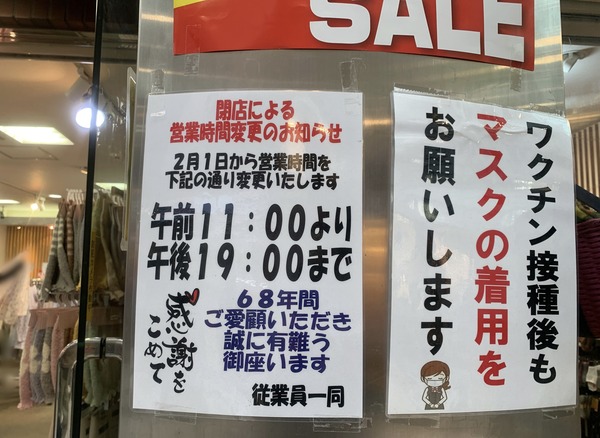 SALE
閉店による
営業時間変更のお知らせ
2月1日から営業時間を
下記の通り変更いたします
午前11：00より
午後19：00まで
感謝を
こめて
68年間
ご愛顧いただき
誠に有難う
御座います
従業員一同
ワクチン接種後も
マスクの着用を
お願いします